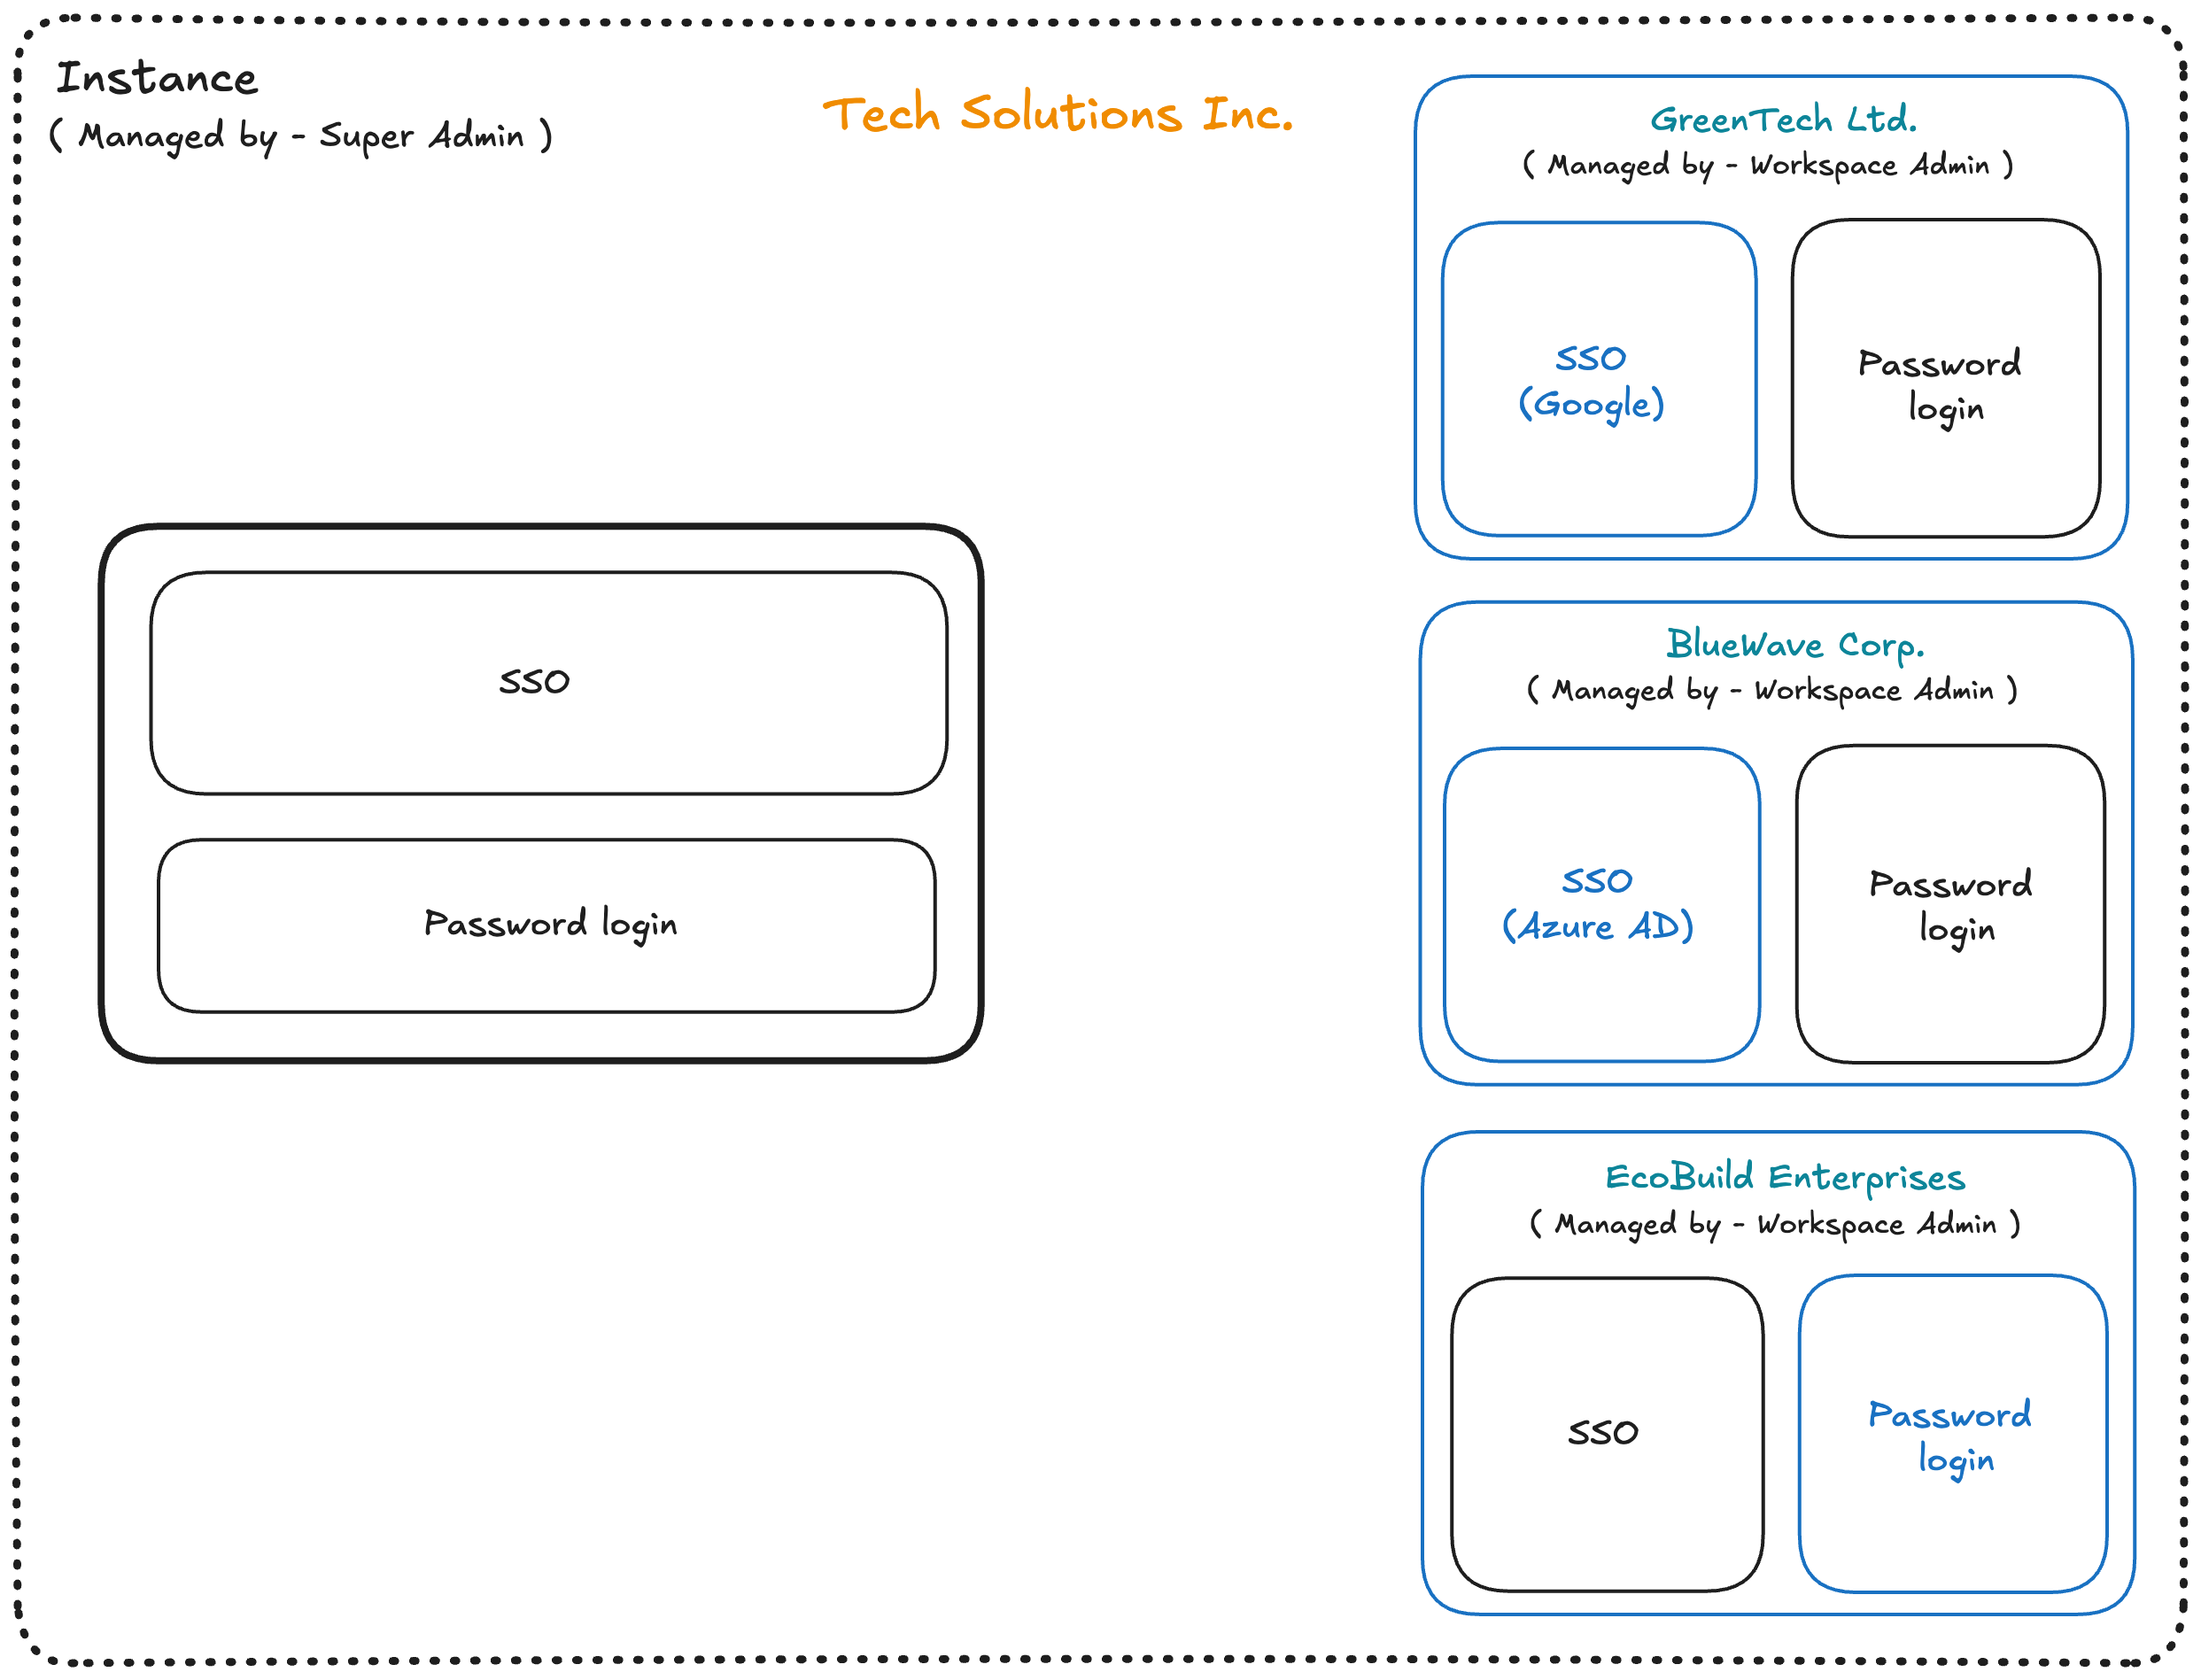 Instance
( Managed by - Super Admin )
Tech Solutions Inc.
SSO
Password login
GreenTech Ltd.
( Managed by - Workspace Admin )
SSO
(Google)
Password
login
BlueWave Corp.
( Managed by - Workspace Admin )
SSO
(Azure AD)
Password
login
EcoBuild Enterprises
( Managed by - Workspace Admin )
SSO
Password
login